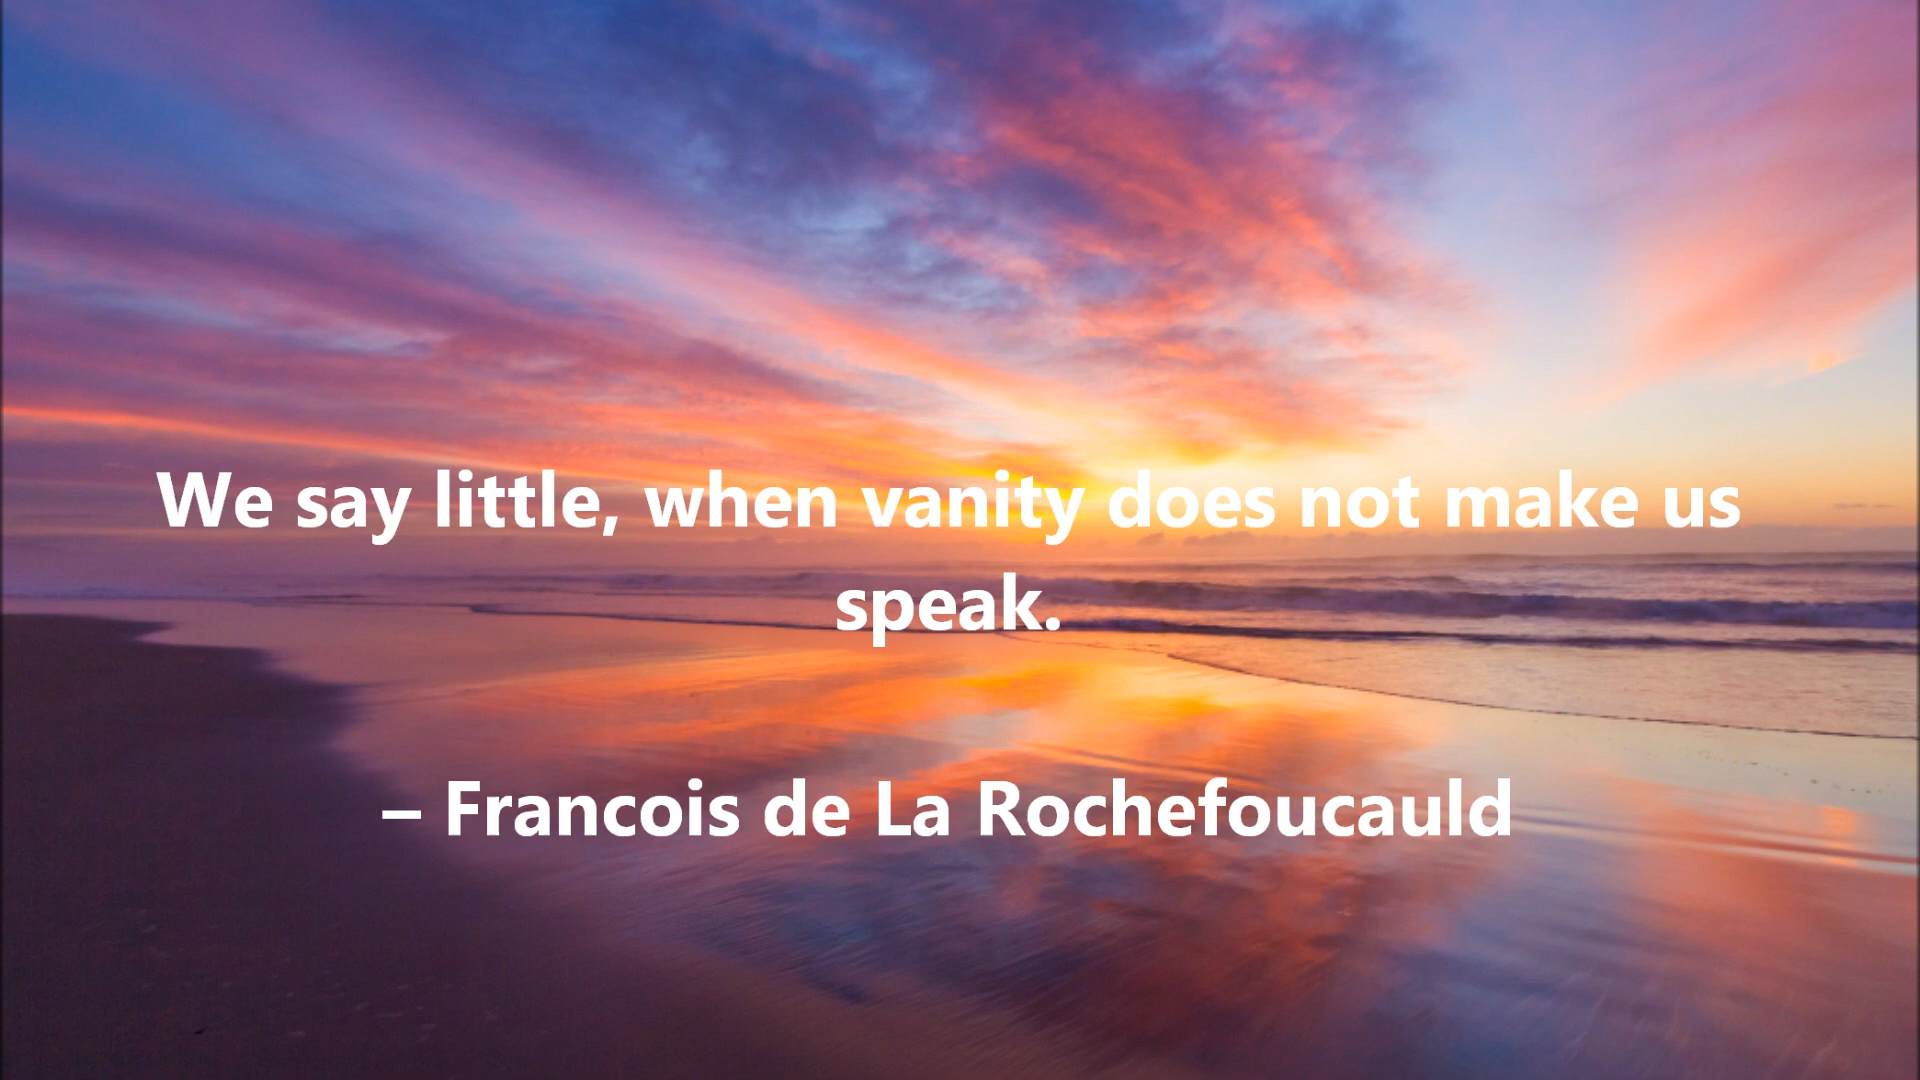 We say little, when vanity does not make us
speak.
– Francois de La Rochefoucauld